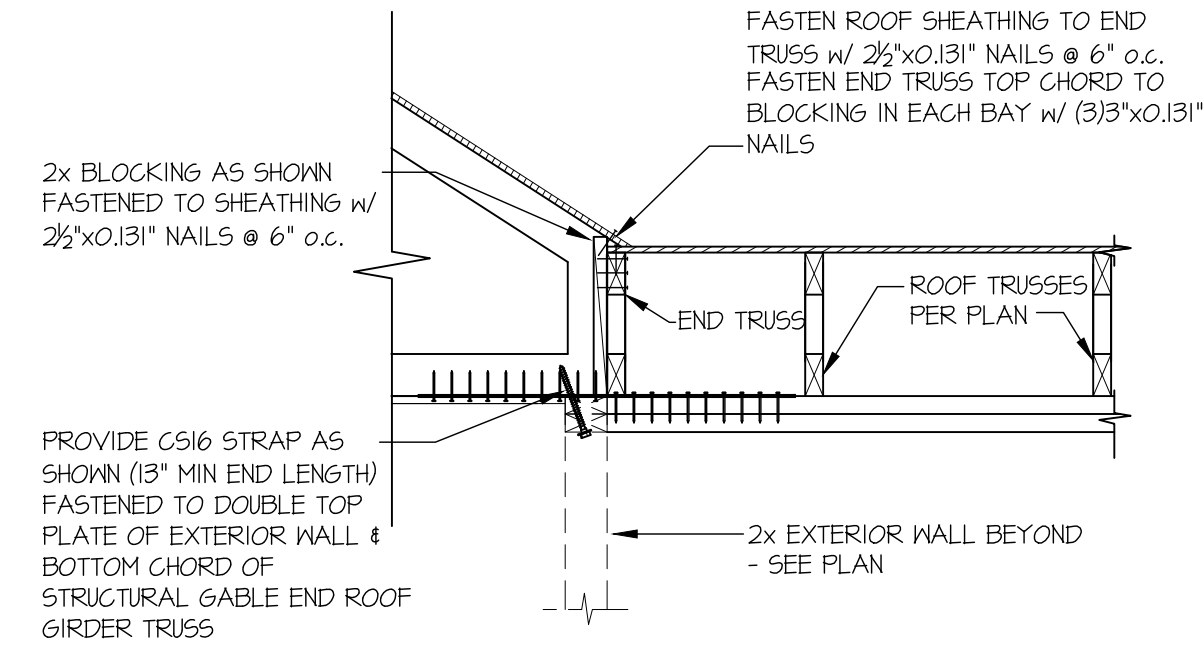 FASTEN ROOF SHEATHING TO END
TRUSS w/ 2½"x0.131" NAILS @ 6" o.c.
FASTEN END TRUSS TOP CHORD TO
BLOCKING IN EACH BAY w/ (3)3"x0.131"
NAILS
2x BLOCKING AS SHOWN
FASTENED TO SHEATHING w/
2½"x0.131" NAILS @ 6" o.c.
END TRUSS
ROOF TRUSSES
PER PLAN
PROVIDE CS16 STRAP AS
SHOWN (13" MIN END LENGTH)
FASTENED TO DOUBLE TOP
PLATE OF EXTERIOR WALL &
BOTTOM CHORD OF
STRUCTURAL GABLE END ROOF
GIRDER TRUSS
2x EXTERIOR WALL BEYOND
- SEE PLAN